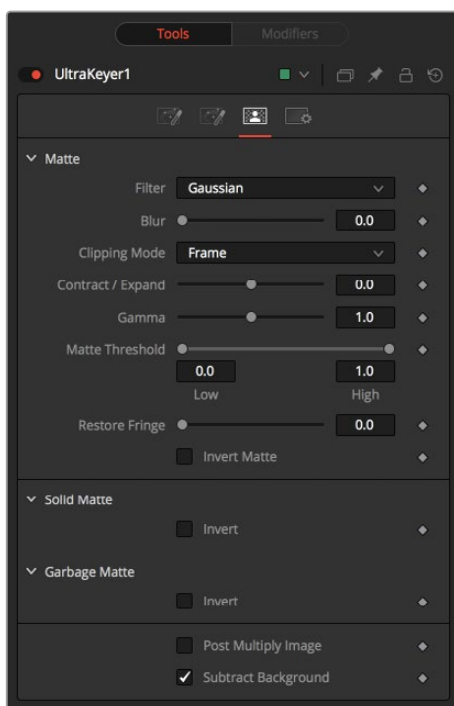 Tools Modifiers
UltraKeyer1
Matte
Filter Gaussian
Blur 0.0
Clipping Mode Frame
Contract / Expand 0.0
Gamma 1.0
Matte Threshold
0.0 1.0
Low High
Restore Fringe 0.0
Invert Matte
Solid Matte
Invert
Garbage Matte
Invert
Post Multiply Image
Subtract Background